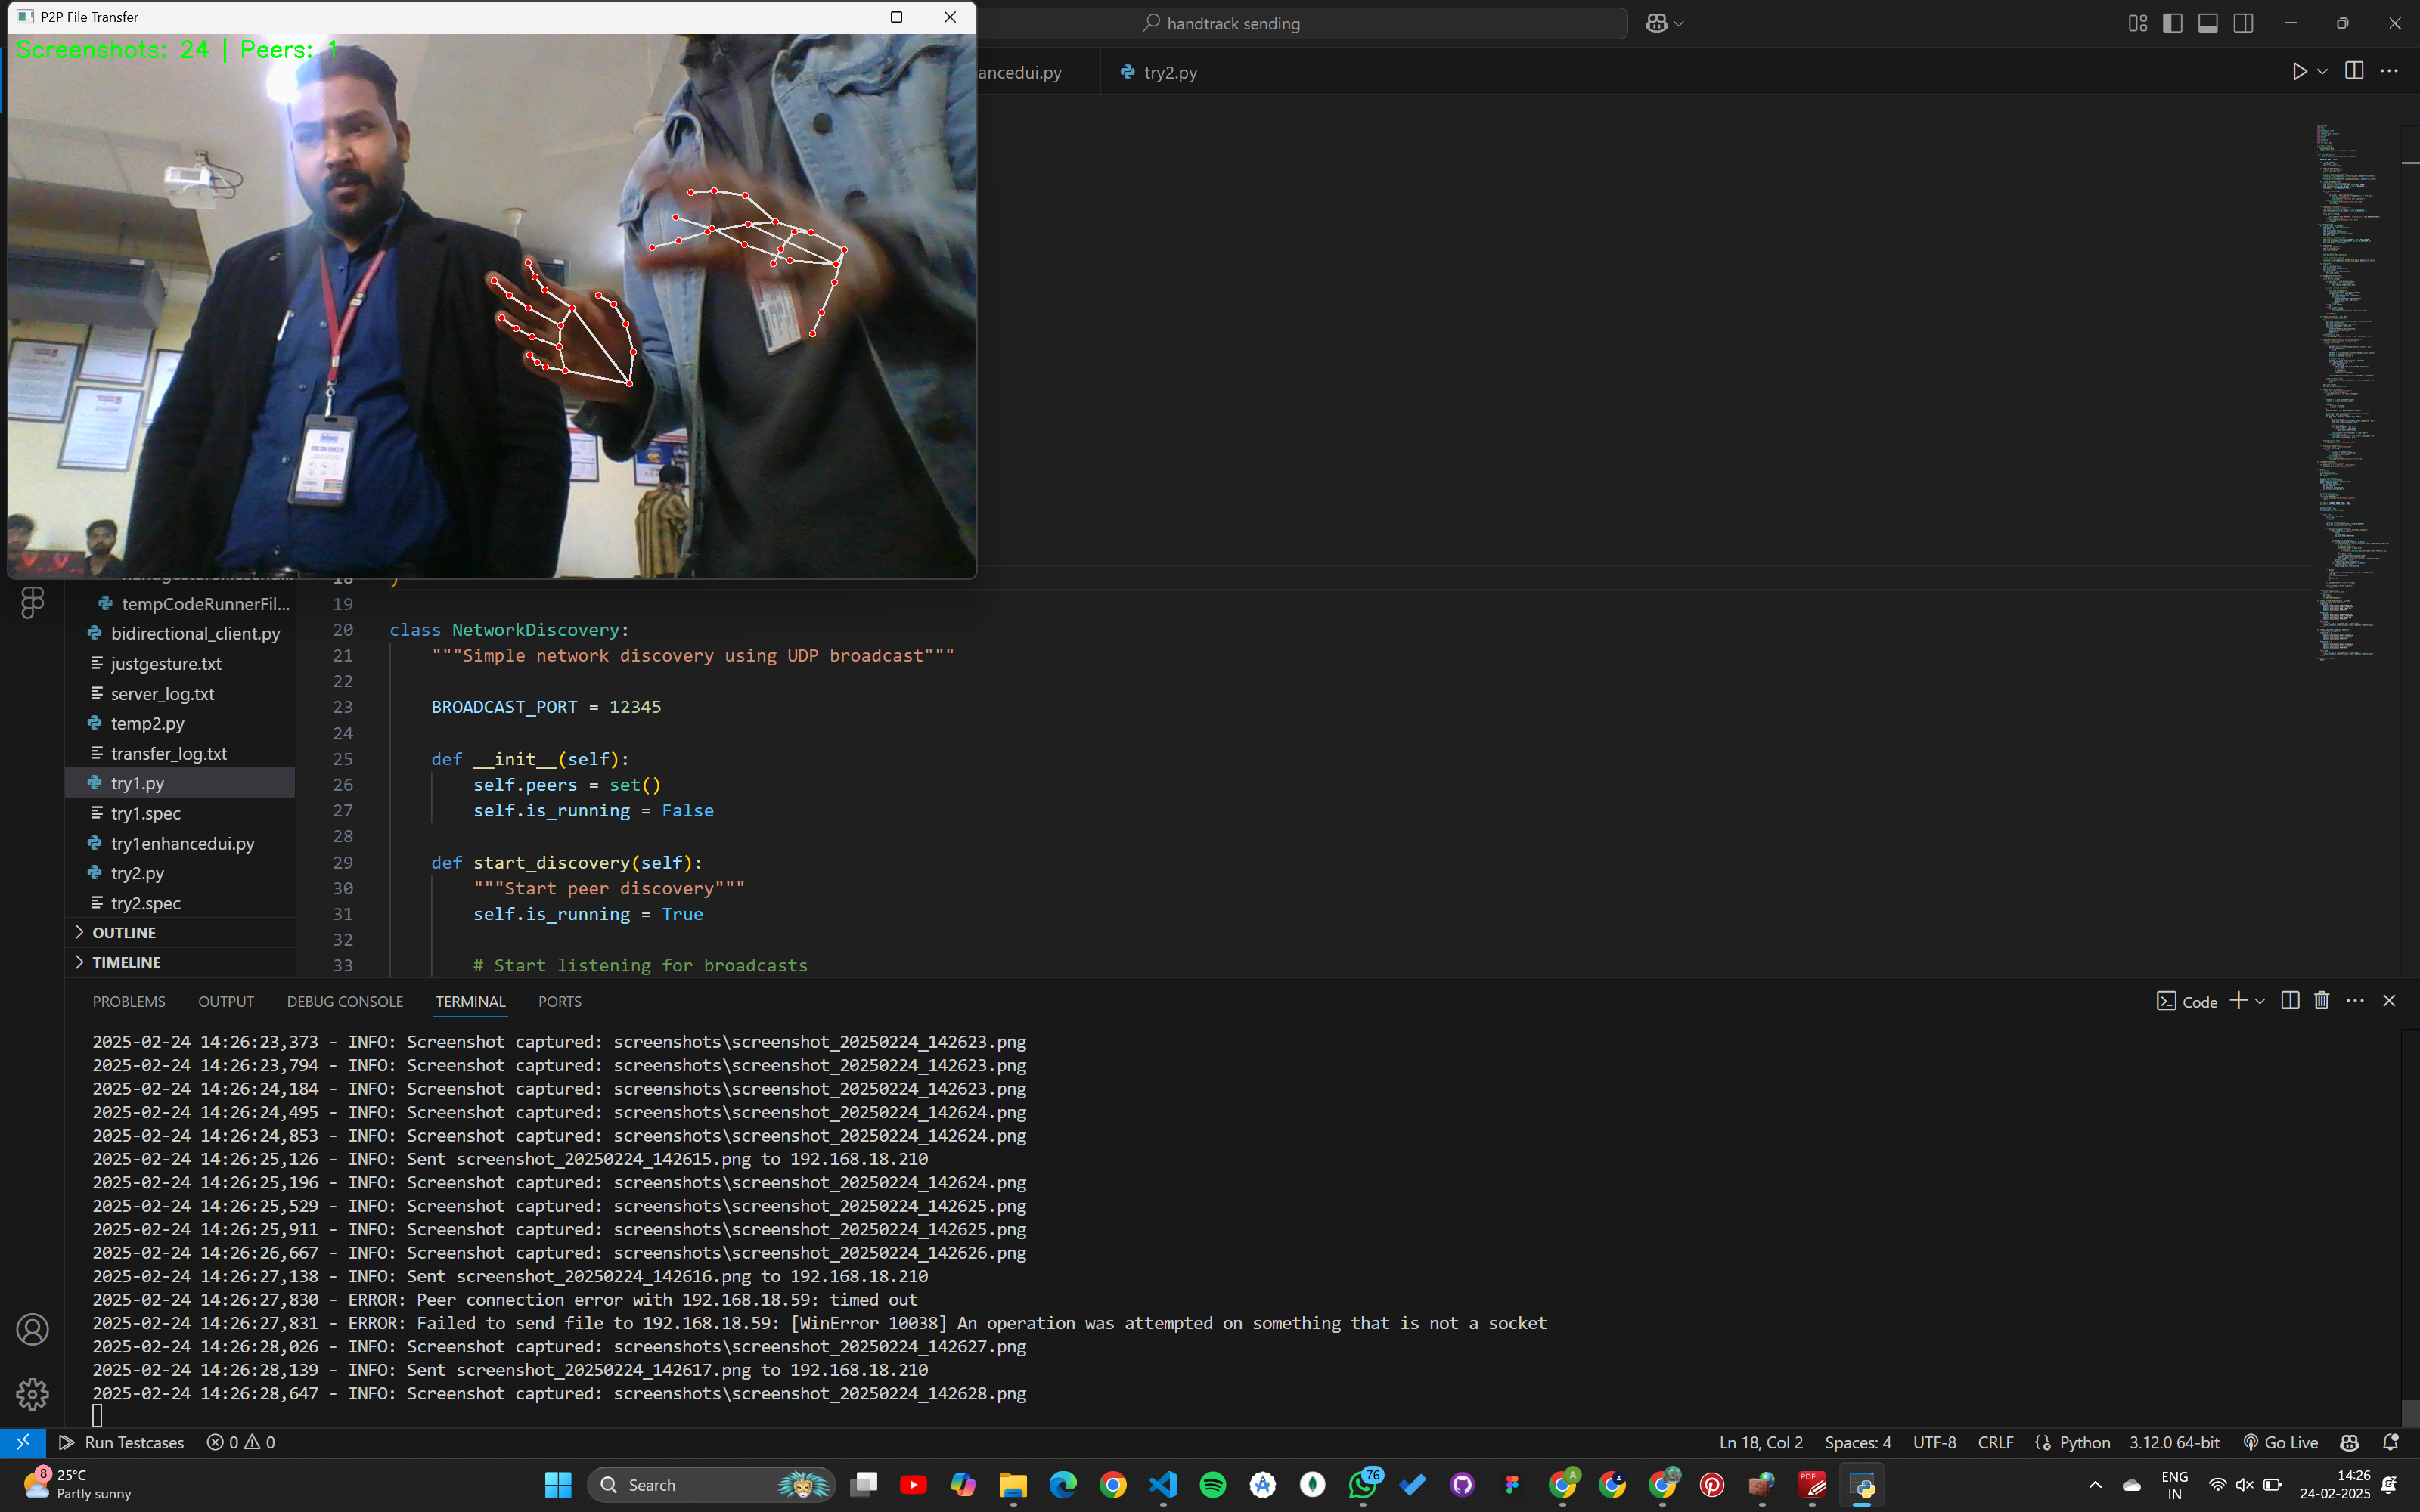 P2P File Transfer
Screenshots: 24 | Peers: 1
handtrack sending
ancedui.py
try2.py
18 )
tempCodeRunnerFil...
bidirectional_client.py
justgesture.txt
server_log.txt
temp2.py
transfer_log.txt
try1.py
try1.spec
try1enhancedui.py
try2.py
try2.spec
OUTLINE
TIMELINE
19
20 class NetworkDiscovery:
21 """Simple network discovery using UDP broadcast"""
22
23 BROADCAST_PORT = 12345
24
25 def __init__(self):
26 self.peers = set()
27 self.is_running = False
28
29 def start_discovery(self):
30 """Start peer discovery"""
31 self.is_running = True
32
33 # Start listening for broadcasts
PROBLEMS OUTPUT DEBUG CONSOLE TERMINAL PORTS
Code
2025-02-24 14:26:23,373 - INFO: Screenshot captured: screenshots\screenshot_20250224_142623.png
2025-02-24 14:26:23,794 - INFO: Screenshot captured: screenshots\screenshot_20250224_142623.png
2025-02-24 14:26:24,184 - INFO: Screenshot captured: screenshots\screenshot_20250224_142623.png
2025-02-24 14:26:24,495 - INFO: Screenshot captured: screenshots\screenshot_20250224_142624.png
2025-02-24 14:26:24,853 - INFO: Screenshot captured: screenshots\screenshot_20250224_142624.png
2025-02-24 14:26:25,126 - INFO: Sent screenshot_20250224_142615.png to 192.168.18.210
2025-02-24 14:26:25,196 - INFO: Screenshot captured: screenshots\screenshot_20250224_142624.png
2025-02-24 14:26:25,529 - INFO: Screenshot captured: screenshots\screenshot_20250224_142625.png
2025-02-24 14:26:25,911 - INFO: Screenshot captured: screenshots\screenshot_20250224_142625.png
2025-02-24 14:26:26,667 - INFO: Screenshot captured: screenshots\screenshot_20250224_142626.png
2025-02-24 14:26:27,138 - INFO: Sent screenshot_20250224_142616.png to 192.168.18.210
2025-02-24 14:26:27,830 - ERROR: Peer connection error with 192.168.18.59: timed out
2025-02-24 14:26:27,831 - ERROR: Failed to send file to 192.168.18.59: [WinError 10038] An operation was attempted on something that is not a socket
2025-02-24 14:26:28,026 - INFO: Screenshot captured: screenshots\screenshot_20250224_142627.png
2025-02-24 14:26:28,139 - INFO: Sent screenshot_20250224_142617.png to 192.168.18.210
2025-02-24 14:26:28,647 - INFO: Screenshot captured: screenshots\screenshot_20250224_142628.png
Run Testcases 0 0 Ln 18, Col 2 Spaces: 4 UTF-8 CRLF Python 3.12.0 64-bit Go Live
8 25°C
Partly sunny
Search
A
76
PDF
ENG
IN
14:26
24-02-2025